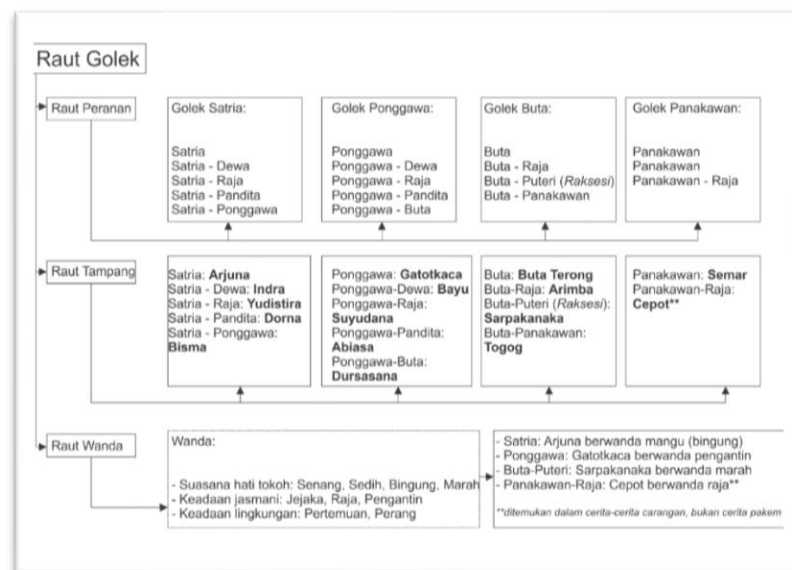 Raut Golek
Raut Peranan
Golek Satria:
Satria
Satria - Dewa
Satria - Raja
Satria - Pandita
Satria - Ponggawa
Golek Ponggawa:
Ponggawa
Ponggawa - Dewa
Ponggawa - Raja
Ponggawa - Pandita
Ponggawa - Buta
Golek Buta:
Buta
Buta - Raja
Buta - Puteri (Raksesi)
Buta - Panakawan
Golek Panakawan:
Panakawan
Panakawan
Panakawan - Raja
Raut Tampang
Satria: Arjuna
Satria - Dewa: Indra
Satria - Raja: Yudistira
Satria - Pandita: Dorna
Satria - Ponggawa:
Bisma
Ponggawa: Gatotkaca
Ponggawa-Dewa: Bayu
Ponggawa-Raja:
Suyudana
Ponggawa-Pandita:
Abiasa
Ponggawa-Buta:
Dursasana
Buta: Buta Terong
Buta-Raja: Arimba
Buta-Puteri (Raksesi):
Sarpakanaka
Buta-Panakawan:
Togog
Panakawan: Semar
Panakawan-Raja:
Cepot**
Raut Wanda
Wanda:
- Suasana hati tokoh: Senang, Sedih, Bingung, Marah
- Keadaan jasmani: Jejaka, Raja, Pengantin
- Keadaan lingkungan: Pertemuan, Perang
- Satria: Arjuna berwanda mangu (bingung)
- Ponggawa: Gatotkaca berwanda pengantin
- Buta-Puteri: Sarpakanaka berwanda marah
- Panakawan-Raja: Cepot berwanda raja**
**ditemukan dalam cerita-cerita carangan, bukan cerita pakem